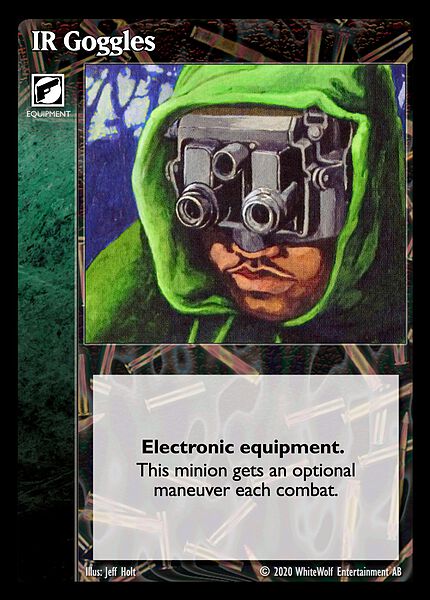 IR Goggles
EQUIPMENT
Electronic equipment.
This minion gets an optional
maneuver each combat.
Illus: Jeff Holt
© 2020 WhiteWolf Entertainment AB